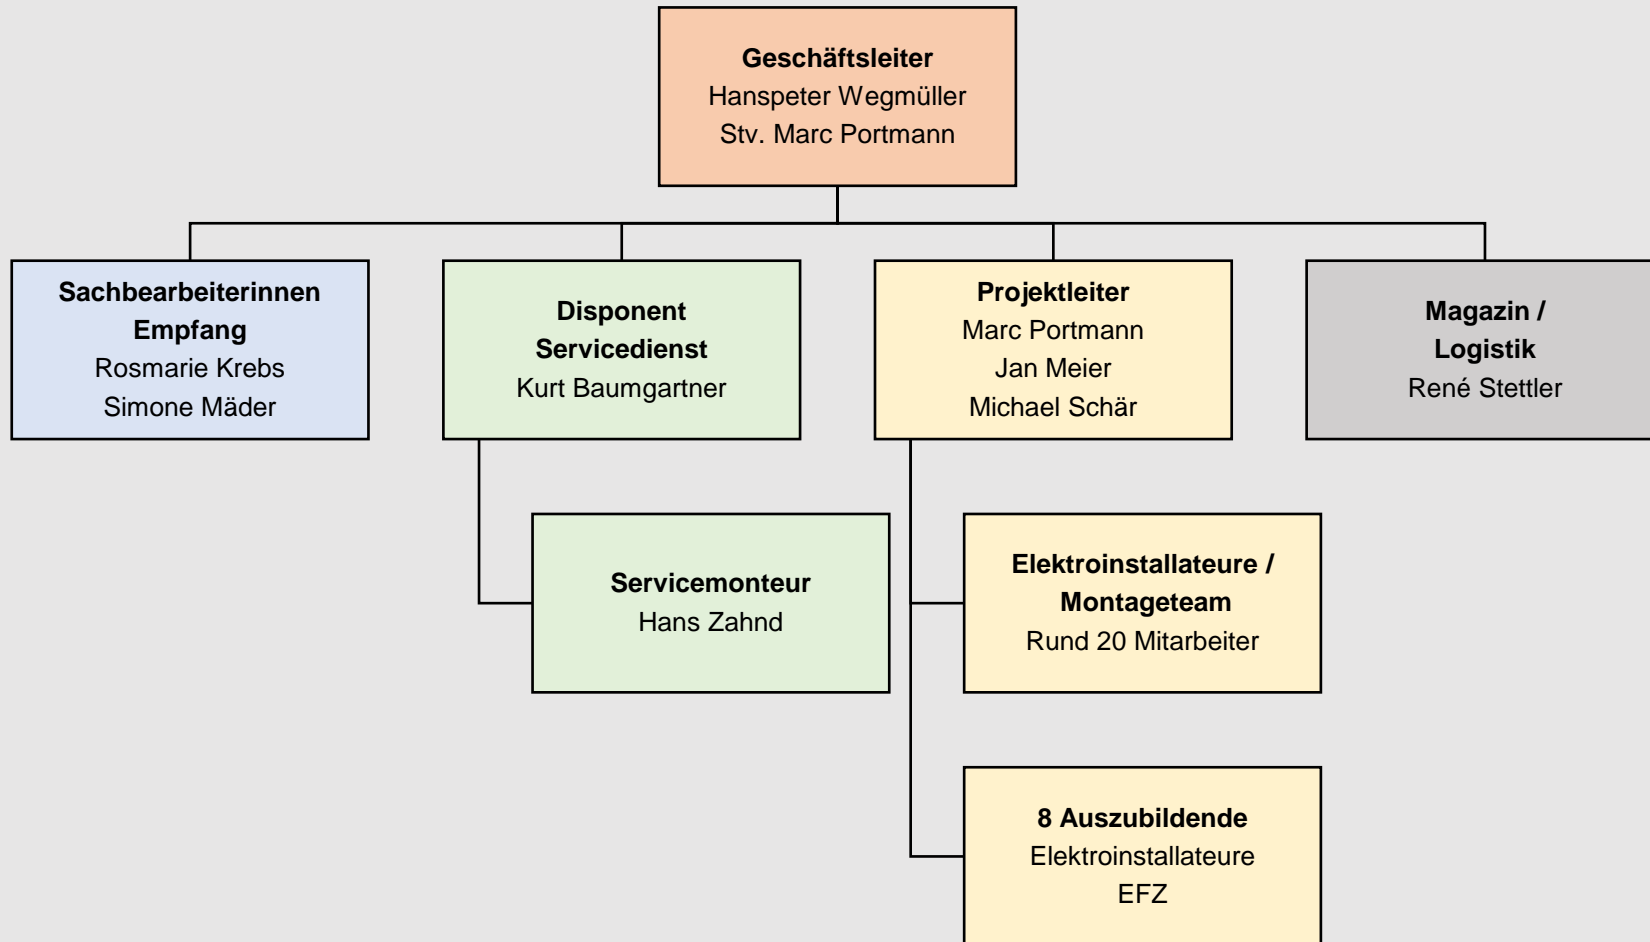 Geschäftsleiter
Hanspeter Wegmüller
Stv. Marc Portmann
Sachbearbeiterinnen
Empfang
Rosmarie Krebs
Simone Mäder
Disponent
Servicedienst
Kurt Baumgartner
Projektleiter
Marc Portmann
Jan Meier
Michael Schär
Magazin /
Logistik
René Stettler
Servicemonteur
Hans Zahnd
Elektroinstallateure /
Montageteam
Rund 20 Mitarbeiter
8 Auszubildende
Elektroinstallateure
EFZ